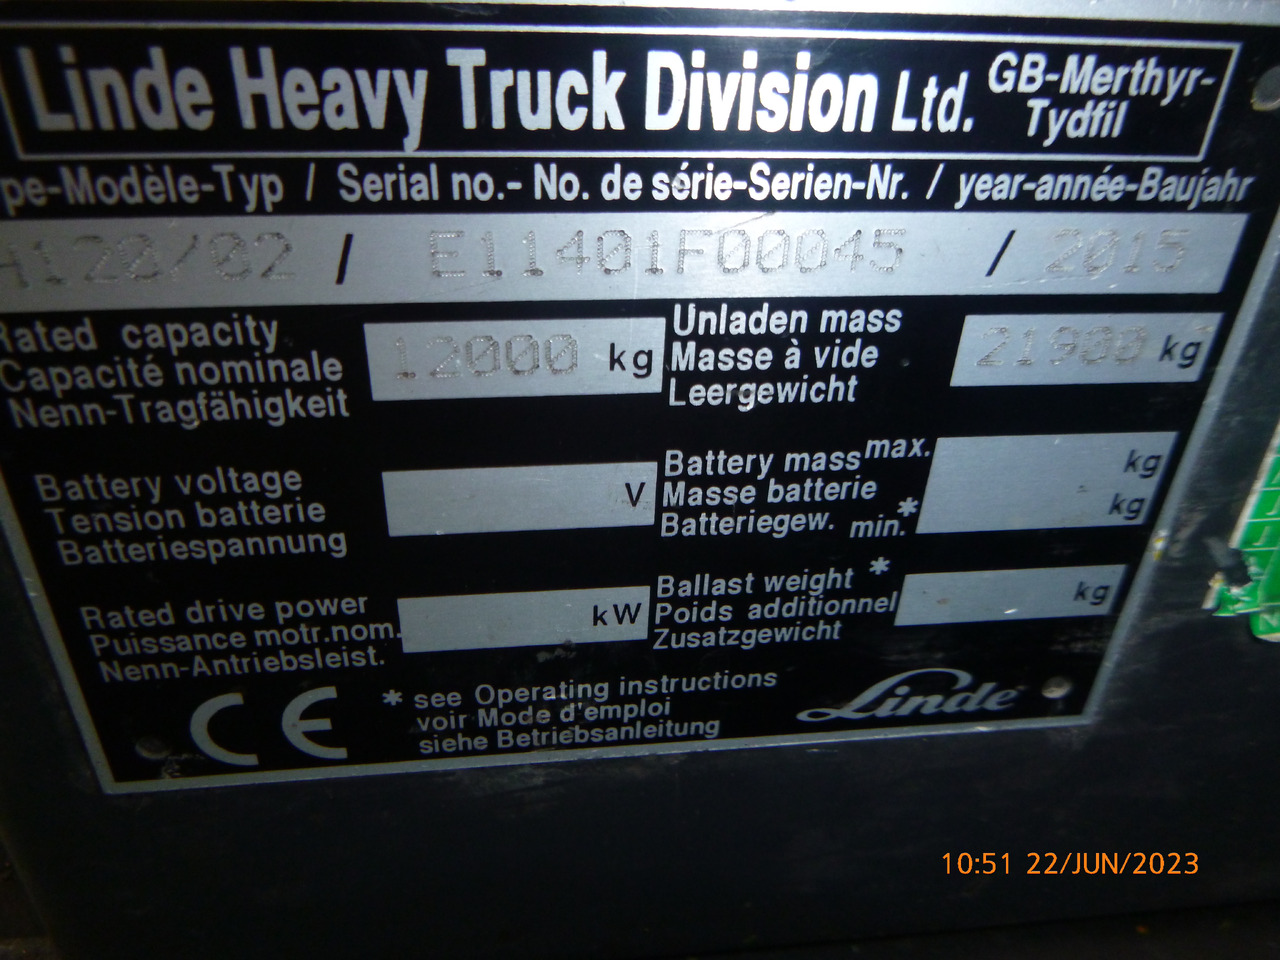 Linde Heavy Truck Division Ltd. GB-Merthyr-
Tydfil
pe-Modèle-Typ / Serial no.- No. de série-Serien-Nr. / year-année-Baujahr
H120/02 / E11401F00045 / 2015
Rated capacity
Capacité nominale
Nenn-Tragfähigkeit
12000 kg
Unladen mass
Masse à vide
Leergewicht
21900 kg
Battery voltage
Tension batterie
Batteriespannung
V
Battery mass max.
Masse batterie
Batteriegew. min.*
kg
kg
Rated drive power
Puissance motr.nom.
Nenn-Antriebsleist.
kW
Ballast weight *
Poids additionnel
Zusatzgewicht
kg
CE
* see Operating instructions
voir Mode d'emploi
siehe Betriebsanleitung
Linde
10:51 22/JUN/2023